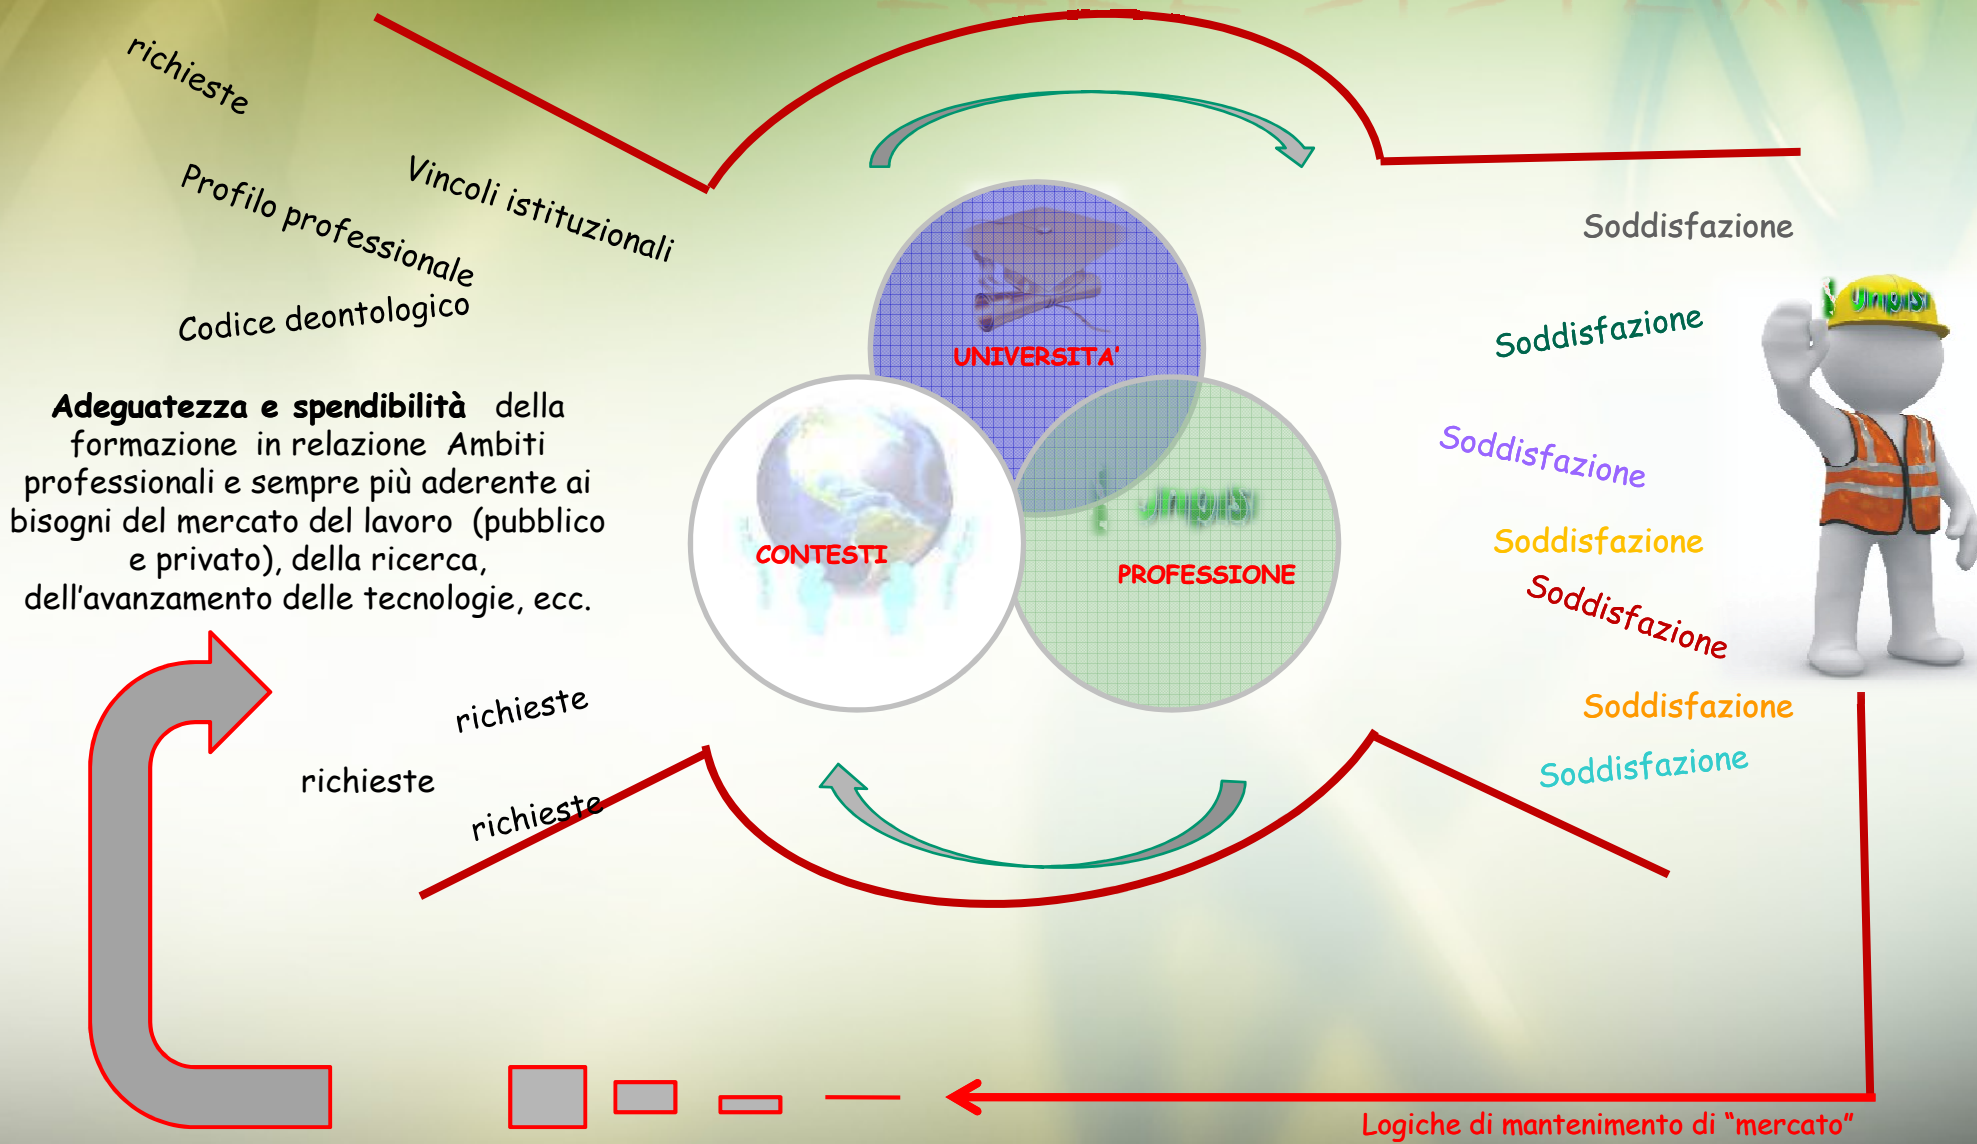 richieste
Profilo professionale
Vincoli istituzionali
Codice deontologico
Adeguatezza e spendibilità della
formazione in relazione Ambiti
professionali e sempre più aderente ai
bisogni del mercato del lavoro (pubblico
e privato), della ricerca,
dell'avanzamento delle tecnologie, ecc.
richieste
richieste
richieste
UNIVERSITA'
CONTESTI
PROFESSIONE
Soddisfazione
Soddisfazione
Soddisfazione
Soddisfazione
Soddisfazione
Soddisfazione
Soddisfazione
Logiche di mantenimento di “mercato”